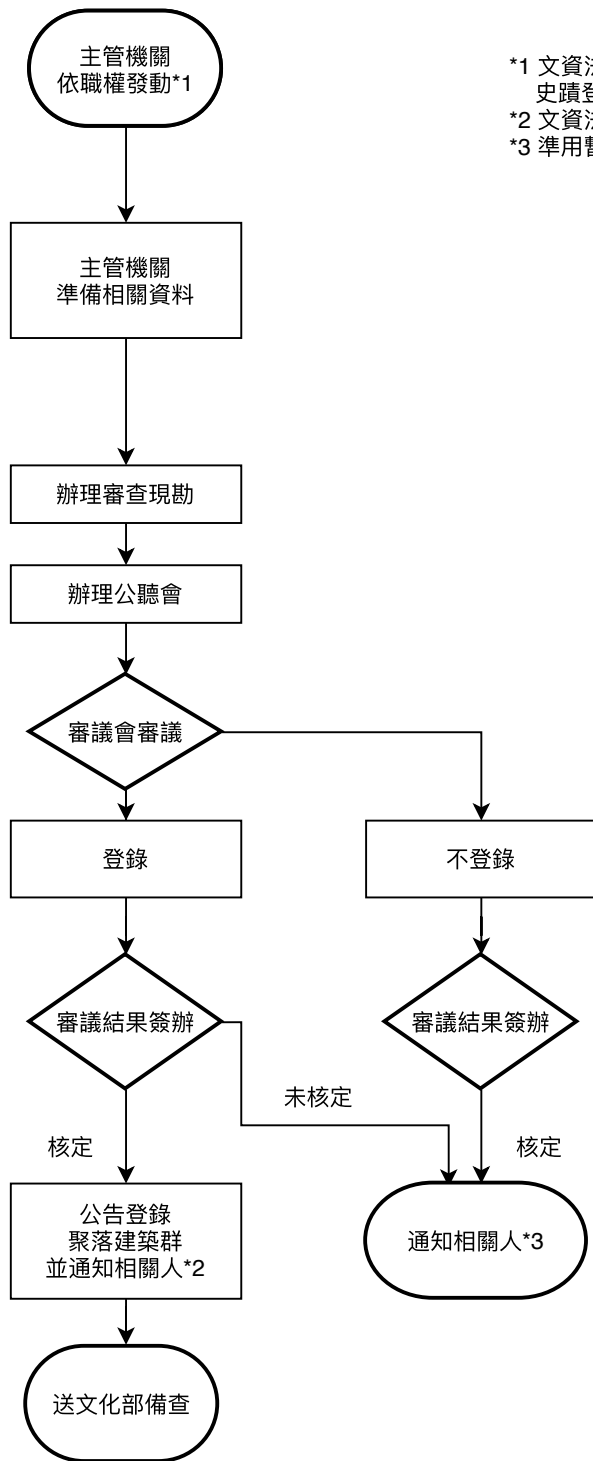 主管機關
依職權發動*1
*1 文資法
史蹟登
*2 文資法
*3 準用暫
主管機關
準備相關資料
辦理審查現勘
辦理公聽會
審議會審議
登錄
不登錄
審議結果簽辦
審議結果簽辦
未核定
核定
核定
公告登錄
聚落建築群
並通知相關人*2
通知相關人*3
送文化部備查